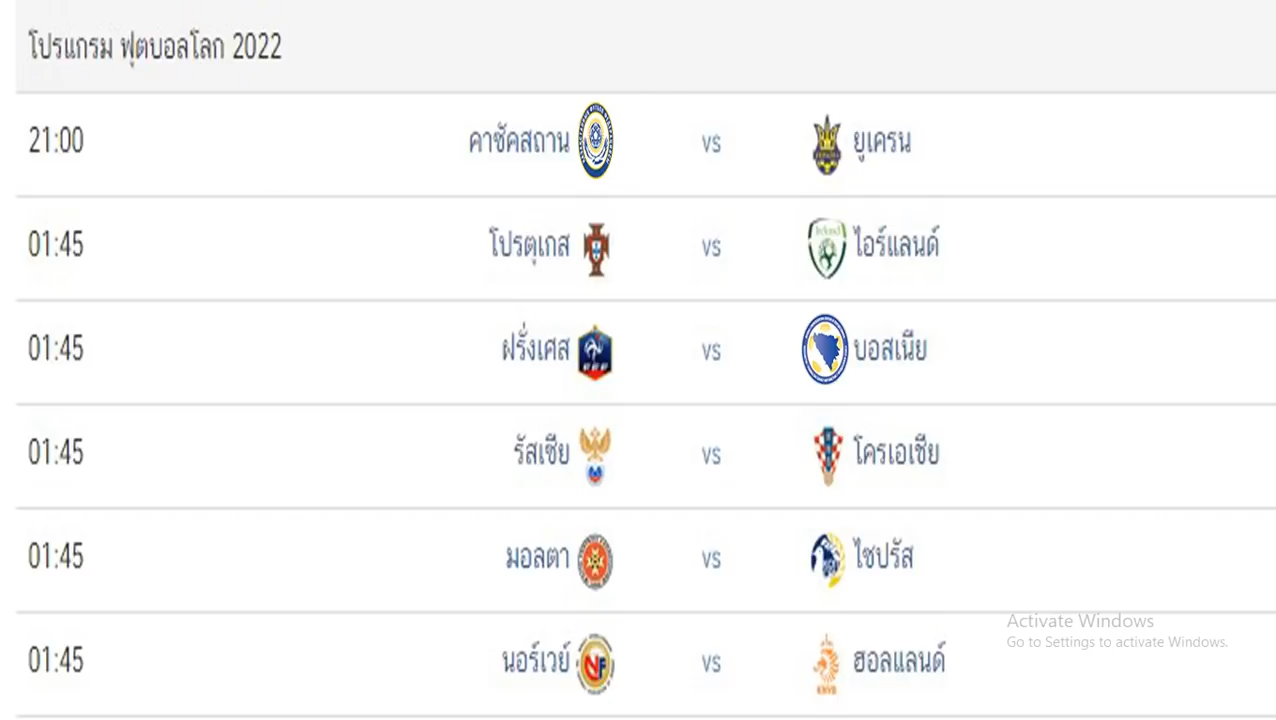 โปรแกรม ฟุตบอลโลก 2022
21:00 คาซัคสถาน vs ยูเครน
01:45 โปรตุเกส vs ไอร์แลนด์
01:45 ฝรั่งเศส vs บอสเนีย
01:45 รัสเซีย vs โครเอเชีย
01:45 มอลตา vs ไซปรัส
Activate Windows
Go to Settings to activate Windows.
01:45 นอร์เวย์ vs ฮอลแลนด์